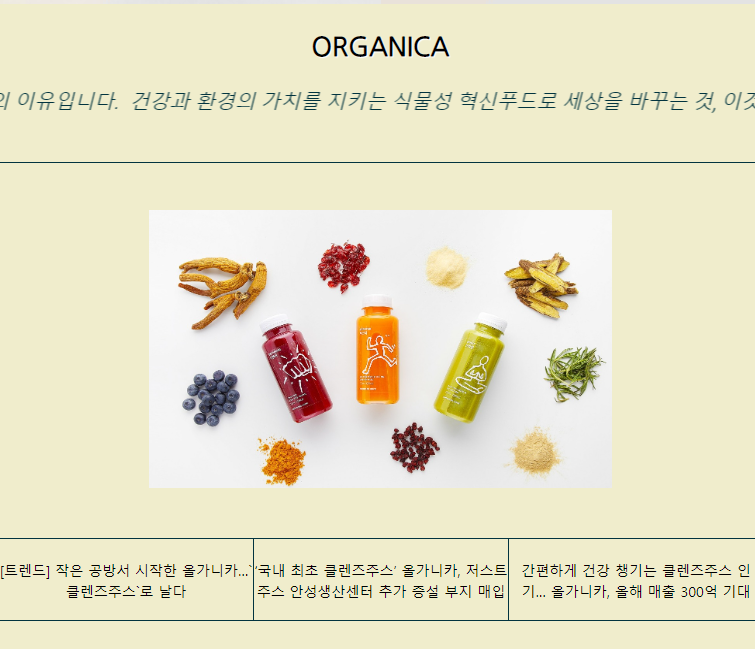 ORGANICA
의 이유입니다. 건강과 환경의 가치를 지키는 식물성 혁신푸드로 세상을 바꾸는 것, 이것
[트렌드] 작은 공방서 시작한 올가니카...`
클렌즈주스`로 날다
'국내 최초 클렌즈주스' 올가니카, 저스트
주스 안성생산센터 추가 증설 부지 매입
간편하게 건강 챙기는 클렌즈주스 인
기... 올가니카, 올해 매출 300억 기대